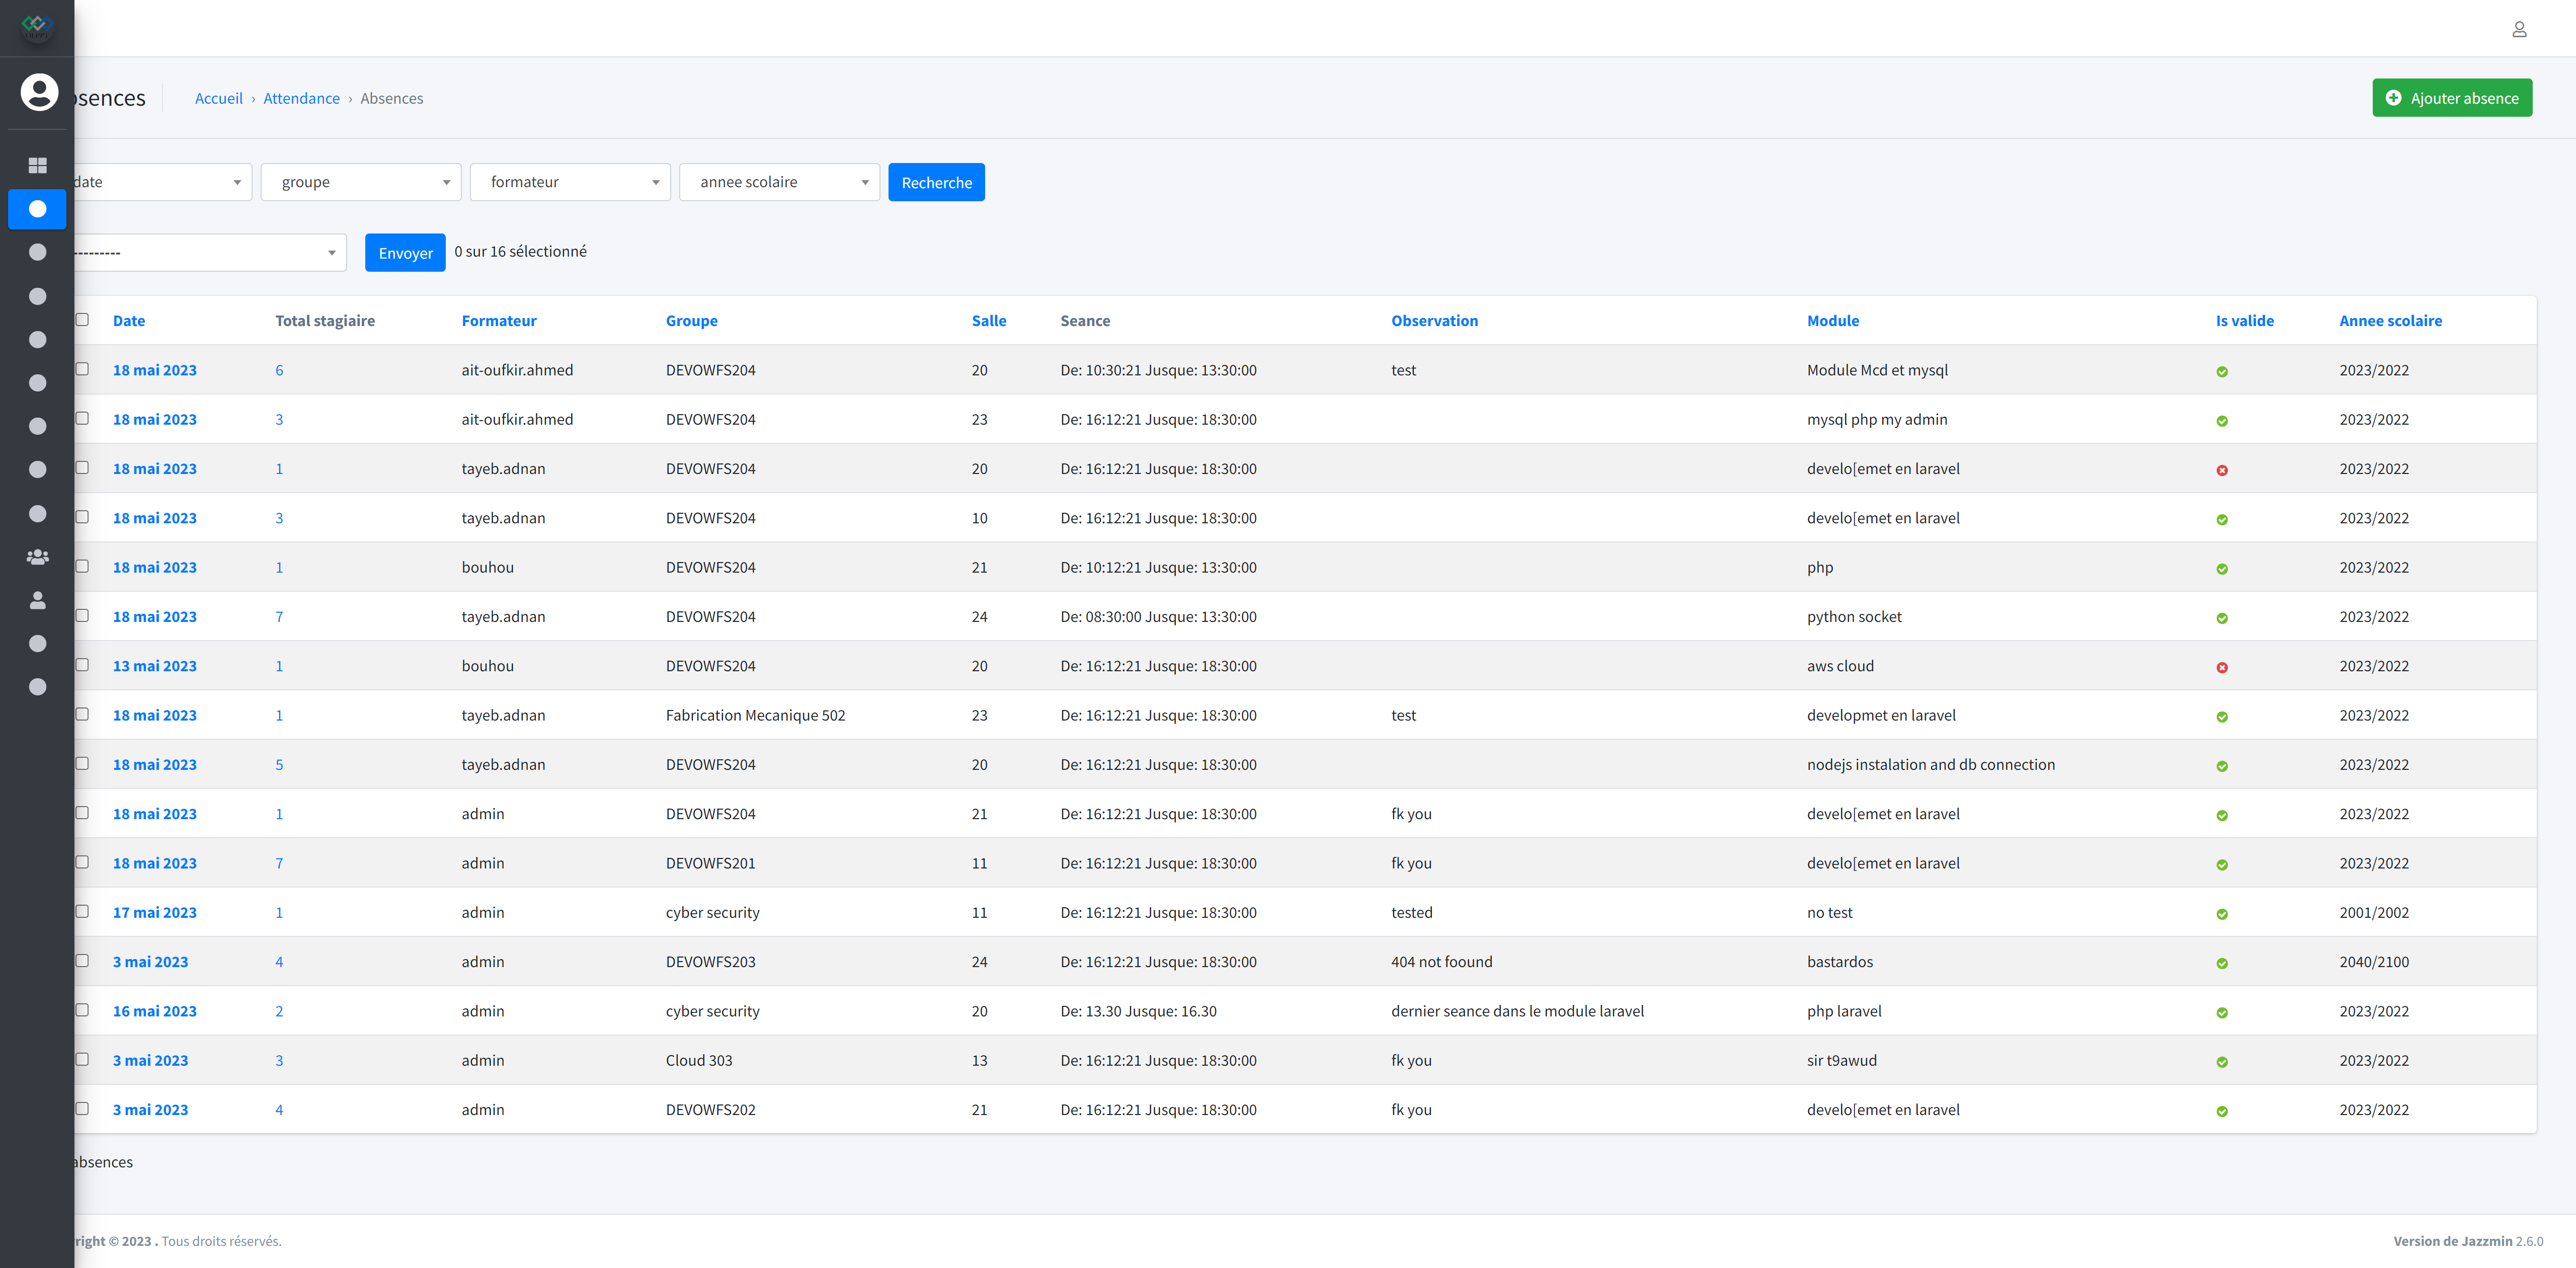 bsences Accueil › Attendance › Absences Ajouter absence
date groupe formateur annee scolaire Recherche
--------- Envoyer 0 sur 16 sélectionné
Date Total stagiaire Formateur Groupe Salle Seance Observation Module Is valide Annee scolaire
18 mai 2023 6 ait-oufkir.ahmed DEVOWFS204 20 De: 10:30:21 Jusque: 13:30:00 test Module Mcd et mysql 2023/2022
18 mai 2023 3 ait-oufkir.ahmed DEVOWFS204 23 De: 16:12:21 Jusque: 18:30:00 mysql php my admin 2023/2022
18 mai 2023 1 tayeb.adnan DEVOWFS204 20 De: 16:12:21 Jusque: 18:30:00 develo[emet en laravel 2023/2022
18 mai 2023 3 tayeb.adnan DEVOWFS204 10 De: 16:12:21 Jusque: 18:30:00 develo[emet en laravel 2023/2022
18 mai 2023 1 bouhou DEVOWFS204 21 De: 10:12:21 Jusque: 13:30:00 php 2023/2022
18 mai 2023 7 tayeb.adnan DEVOWFS204 24 De: 08:30:00 Jusque: 13:30:00 python socket 2023/2022
13 mai 2023 1 bouhou DEVOWFS204 20 De: 16:12:21 Jusque: 18:30:00 aws cloud 2023/2022
18 mai 2023 1 tayeb.adnan Fabrication Mecanique 502 23 De: 16:12:21 Jusque: 18:30:00 test developmet en laravel 2023/2022
18 mai 2023 5 tayeb.adnan DEVOWFS204 20 De: 16:12:21 Jusque: 18:30:00 nodejs instalation and db connection 2023/2022
18 mai 2023 1 admin DEVOWFS204 21 De: 16:12:21 Jusque: 18:30:00 fk you develo[emet en laravel 2023/2022
18 mai 2023 7 admin DEVOWFS201 11 De: 16:12:21 Jusque: 18:30:00 fk you develo[emet en laravel 2023/2022
17 mai 2023 1 admin cyber security 11 De: 16:12:21 Jusque: 18:30:00 tested no test 2001/2002
3 mai 2023 4 admin DEVOWFS203 24 De: 16:12:21 Jusque: 18:30:00 404 not foound bastardos 2040/2100
16 mai 2023 2 admin cyber security 20 De: 13.30 Jusque: 16.30 dernier seance dans le module laravel php laravel 2023/2022
3 mai 2023 3 admin Cloud 303 13 De: 16:12:21 Jusque: 18:30:00 fk you sir t9awud 2023/2022
3 mai 2023 4 admin DEVOWFS202 21 De: 16:12:21 Jusque: 18:30:00 fk you develo[emet en laravel 2023/2022
absences
right © 2023 . Tous droits réservés. Version de Jazzmin 2.6.0